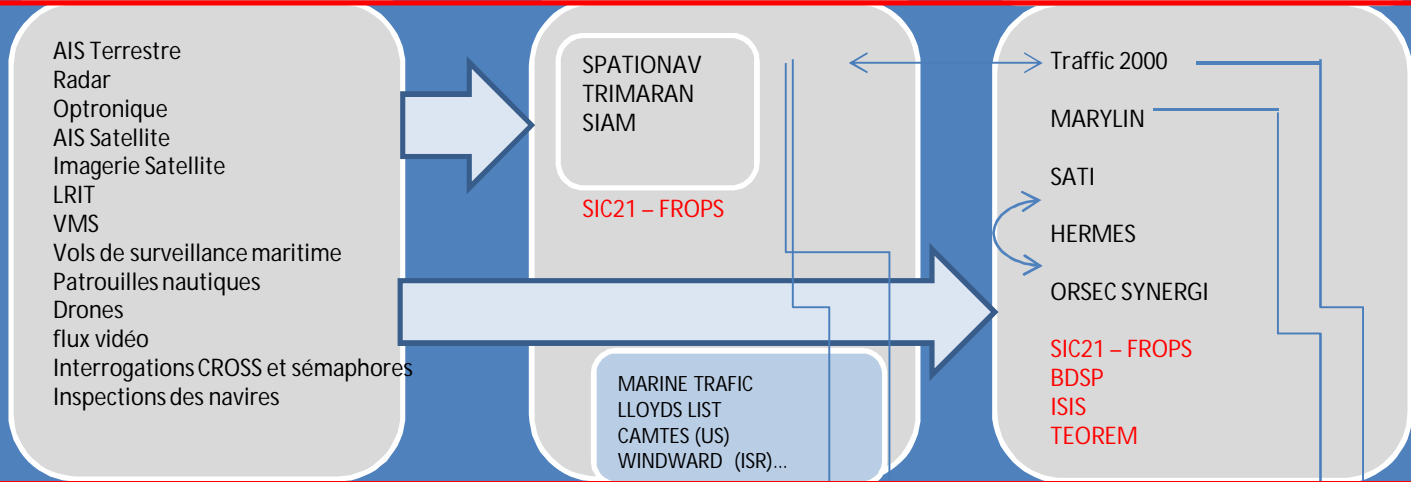 AIS Terrestre
Radar
Optronique
AIS Satellite
Imagerie Satellite
LRIT
VMS
Vols de surveillance maritime
Patrouilles nautiques
Drones
flux vidéo
Interrogations CROSS et sémaphores
Inspections des navires
SPATIONAV
TRIMARAN
SIAM
SIC21 – FROPS
MARINE TRAFIC
LLOYDS LIST
CAMTES (US)
WINDWARD (ISR)...
Traffic 2000
MARYLIN
SATI
HERMES
ORSEC SYNERGI
SIC21 – FROPS
BDSP
ISIS
TEOREM